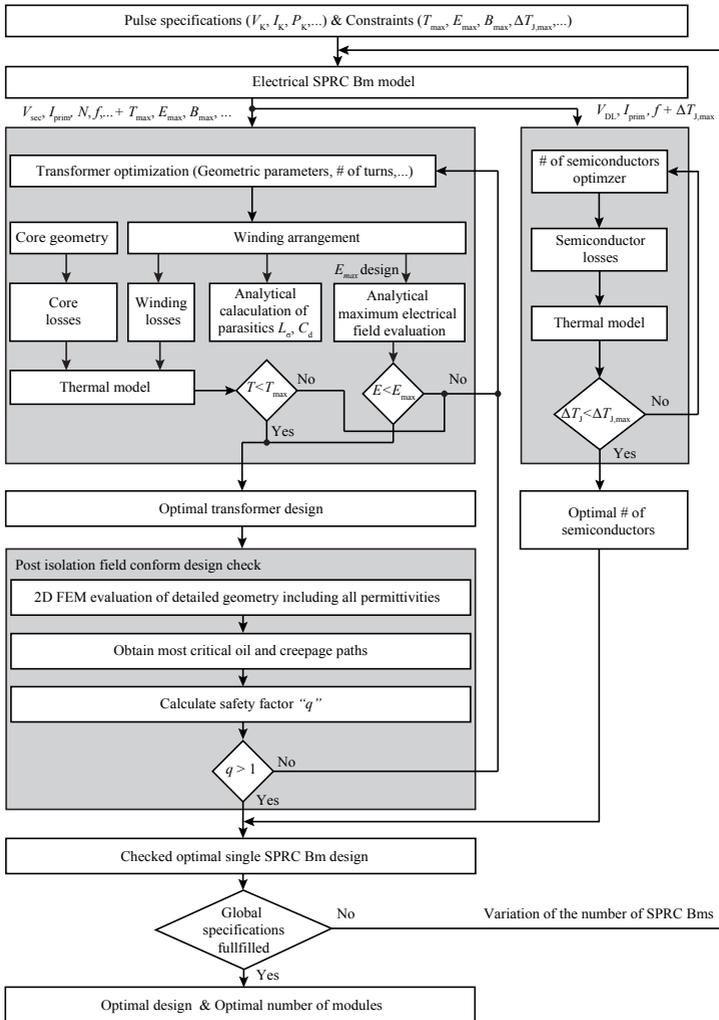 Pulse specifications (V_K, I_K, P_K,...) & Constraints (T_max, E_max, B_max, ΔT_J,max,...)
Electrical SPRC Bm model
V_sec, I_prim, N, f,... + T_max, E_max, B_max, ...
V_DL, I_prim, f + ΔT_J,max
Transformer optimization (Geometric parameters, # of turns,...)
Core geometry
Winding arrangement
E_max design
Core
losses
Winding
losses
Analytical
calaculation of
parasitics L_σ, C_d
Analytical
maximum electrical
field evaluation
Thermal model
T<T_max
No
Yes
E<E_max
No
# of semiconductors
optimzer
Semiconductor
losses
Thermal model
ΔT_J<ΔT_J,max
No
Yes
Optimal transformer design
Optimal # of
semiconductors
Post isolation field conform design check
2D FEM evaluation of detailed geometry including all permittivities
Obtain most critical oil and creepage paths
Calculate safety factor “q”
q > 1
No
Yes
Checked optimal single SPRC Bm design
Global
specifications
fullfilled
No
Variation of the number of SPRC Bms
Yes
Optimal design & Optimal number of modules